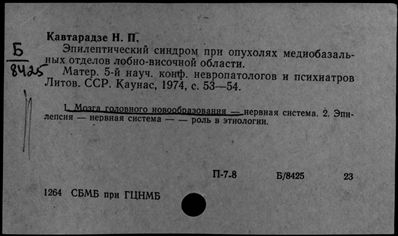 Кавтарадзе Н. П.
Эпилептический синдром при опухолях медиобазаль-
ных отделов лобно-височной области.
Матер. 5-й науч. конф. невропатологов и психиатров
Литов. ССР. Каунас, 1974, с. 53—54.
Б/8425
1. Мозга головного новообразования — нервная система. 2. Эпи-
лепсия — нервная система — — роль в этиологии.
П-7-8 Б/8425 23
1264 СБМБ при ГЦНМБ